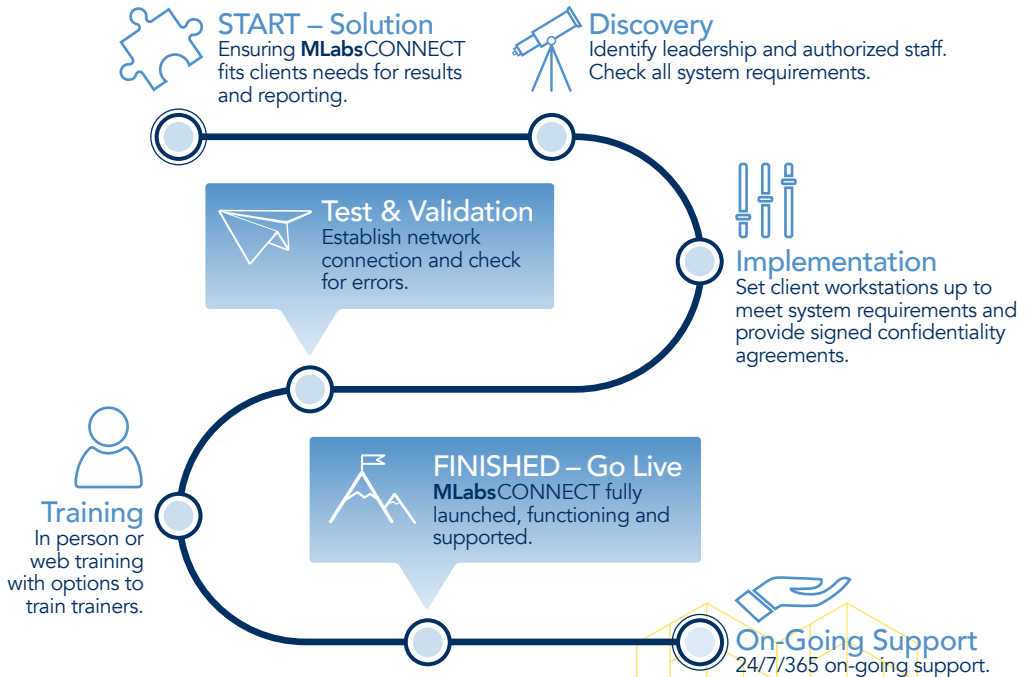 START – Solution
Ensuring MLabsCONNECT
fits clients needs for results
and reporting.
Discovery
Identify leadership and authorized staff.
Check all system requirements.
Implementation
Set client workstations up to
meet system requirements and
provide signed confidentiality
agreements.
Test & Validation
Establish network
connection and check
for errors.
Training
In person or
web training
with options to
train trainers.
FINISHED – Go Live
MLabsCONNECT fully
launched, functioning and
supported.
On-Going Support
24/7/365 on-going support.